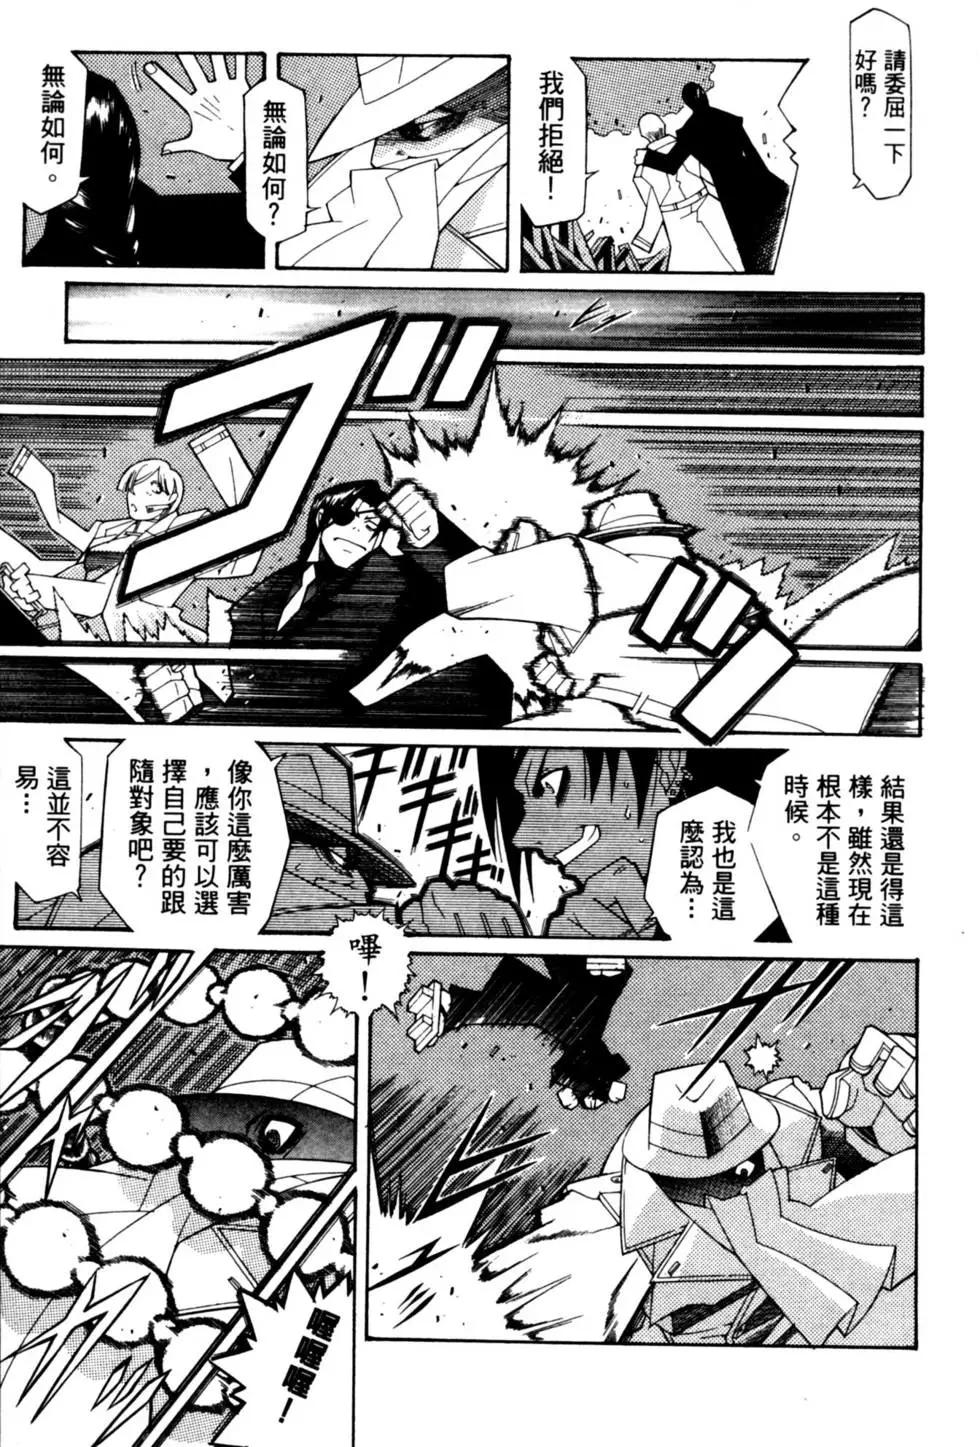 請委屈一下
好嗎？
我們拒絕！
無論如何？
無論如何。
ブッ
結果還是得這
樣，雖然現在
根本不是這種
時候。
我也是這
麼認為…
ギギギ
像你這麼厲害
，應該可以選
擇自己要的跟
隨對象吧？
這並不容
易…
嗶！
喔喔喔！